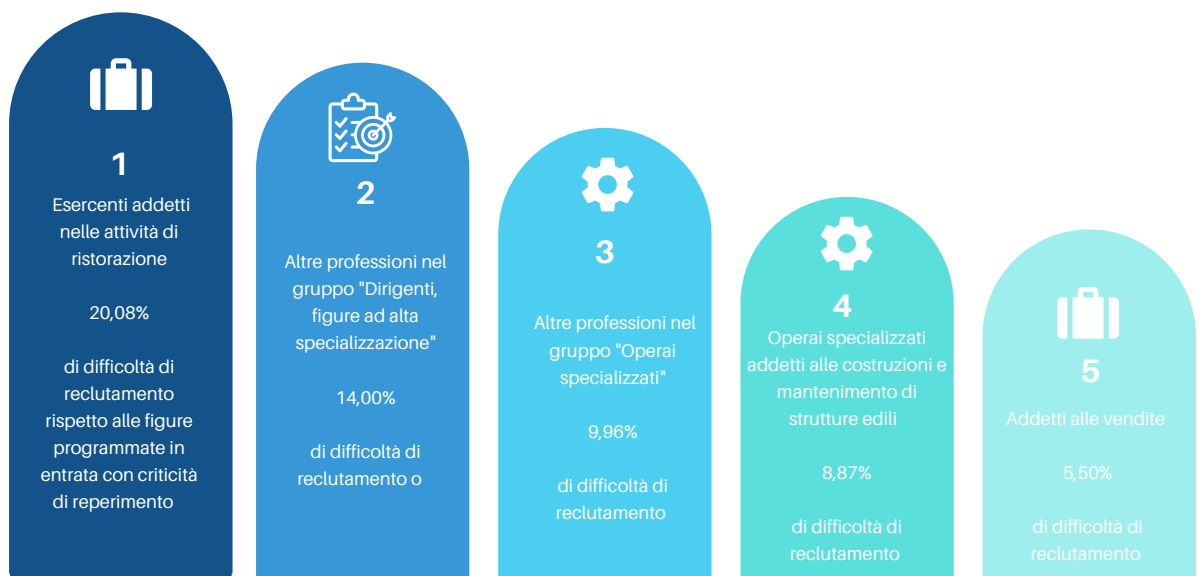 1
Esercenti addetti
nelle attività di
ristorazione
20,08%
di difficoltà di
reclutamento
rispetto alle figure
programmate in
entrata con criticità
di reperimento
2
Altre professioni nel
gruppo "Dirigenti,
figure ad alta
specializzazione"
14,00%
di difficoltà di
reclutamento o
3
Altre professioni nel
gruppo "Operai
specializzati"
9,96%
di difficoltà di
reclutamento
4
Operai specializzati
addetti alle costruzioni e
mantenimento di
strutture edili
8,87%
di difficoltà di
reclutamento
5
Addetti alle vendite
5,50%
di difficoltà di
reclutamento